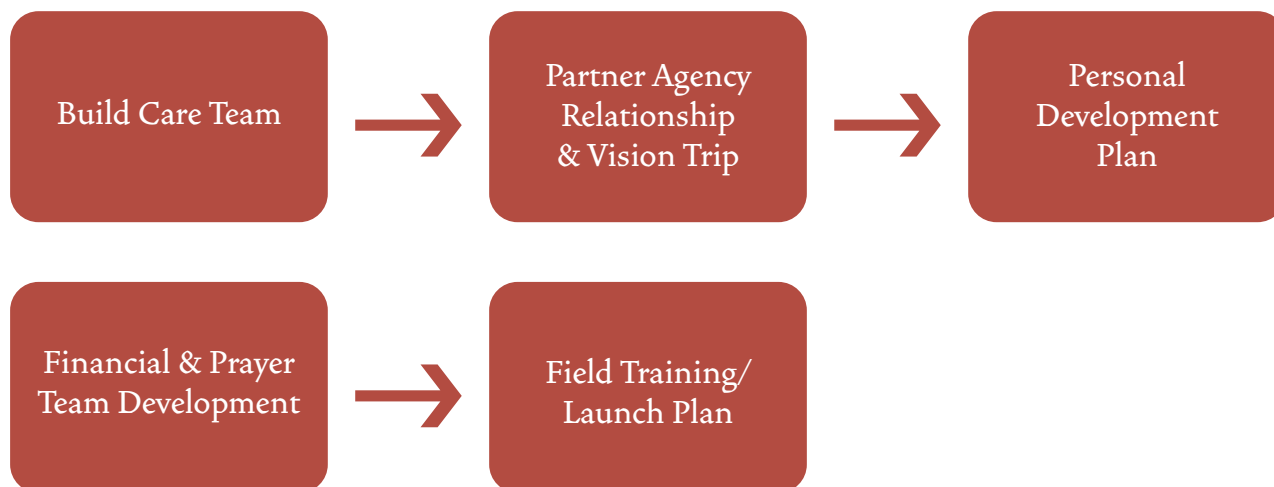 Build Care Team
Partner Agency
Relationship
& Vision Trip
Personal
Development
Plan
Financial & Prayer
Team Development
Field Training/
Launch Plan